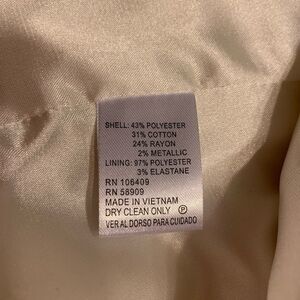 SHELL: 43% POLYESTER
31% COTTON
24% RAYON
2% METALLIC
LINING: 97% POLYESTER
3% ELASTANE
RN 106409
RN 58909
MADE IN VIETNAM
DRY CLEAN ONLY Ⓟ
VER AL DORSO PARA CUIDADO